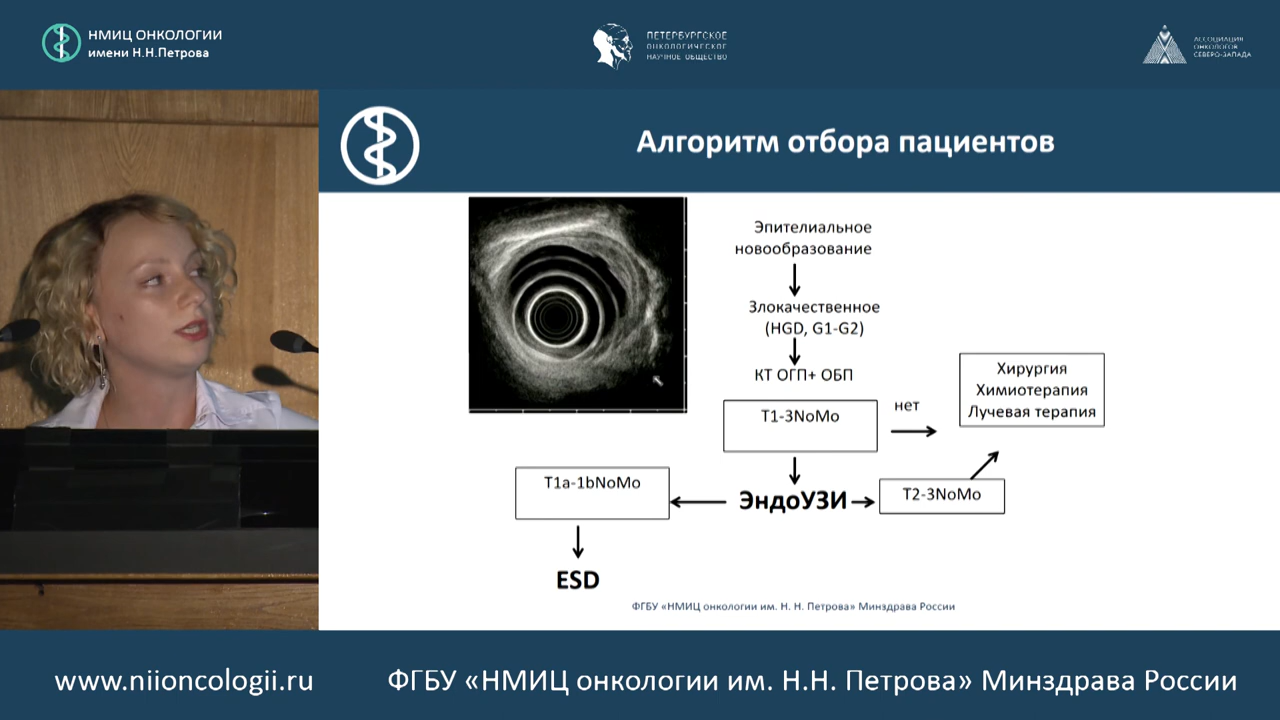 НМИЦ ОНКОЛОГИИ
имени Н.Н.Петрова
ПЕТЕРБУРГСКОЕ
ОНКОЛОГИЧЕСКОЕ
НАУЧНОЕ ОБЩЕСТВО
АССОЦИАЦИЯ
ОНКОЛОГОВ
СЕВЕРО-ЗАПАДА
Алгоритм отбора пациентов
Эпителиальное
новообразование
Злокачественное
(HGD, G1-G2)
КТ ОГП+ ОБП
T1-3NoMo
нет
Хирургия
Химиотерапия
Лучевая терапия
T1a-1bNoMo
ЭндоУЗИ
T2-3NoMo
ESD
ФГБУ «НМИЦ онкологии им. Н. Н. Петрова» Минздрава России
www.niioncologii.ru
ФГБУ «НМИЦ онкологии им. Н.Н. Петрова» Минздрава России